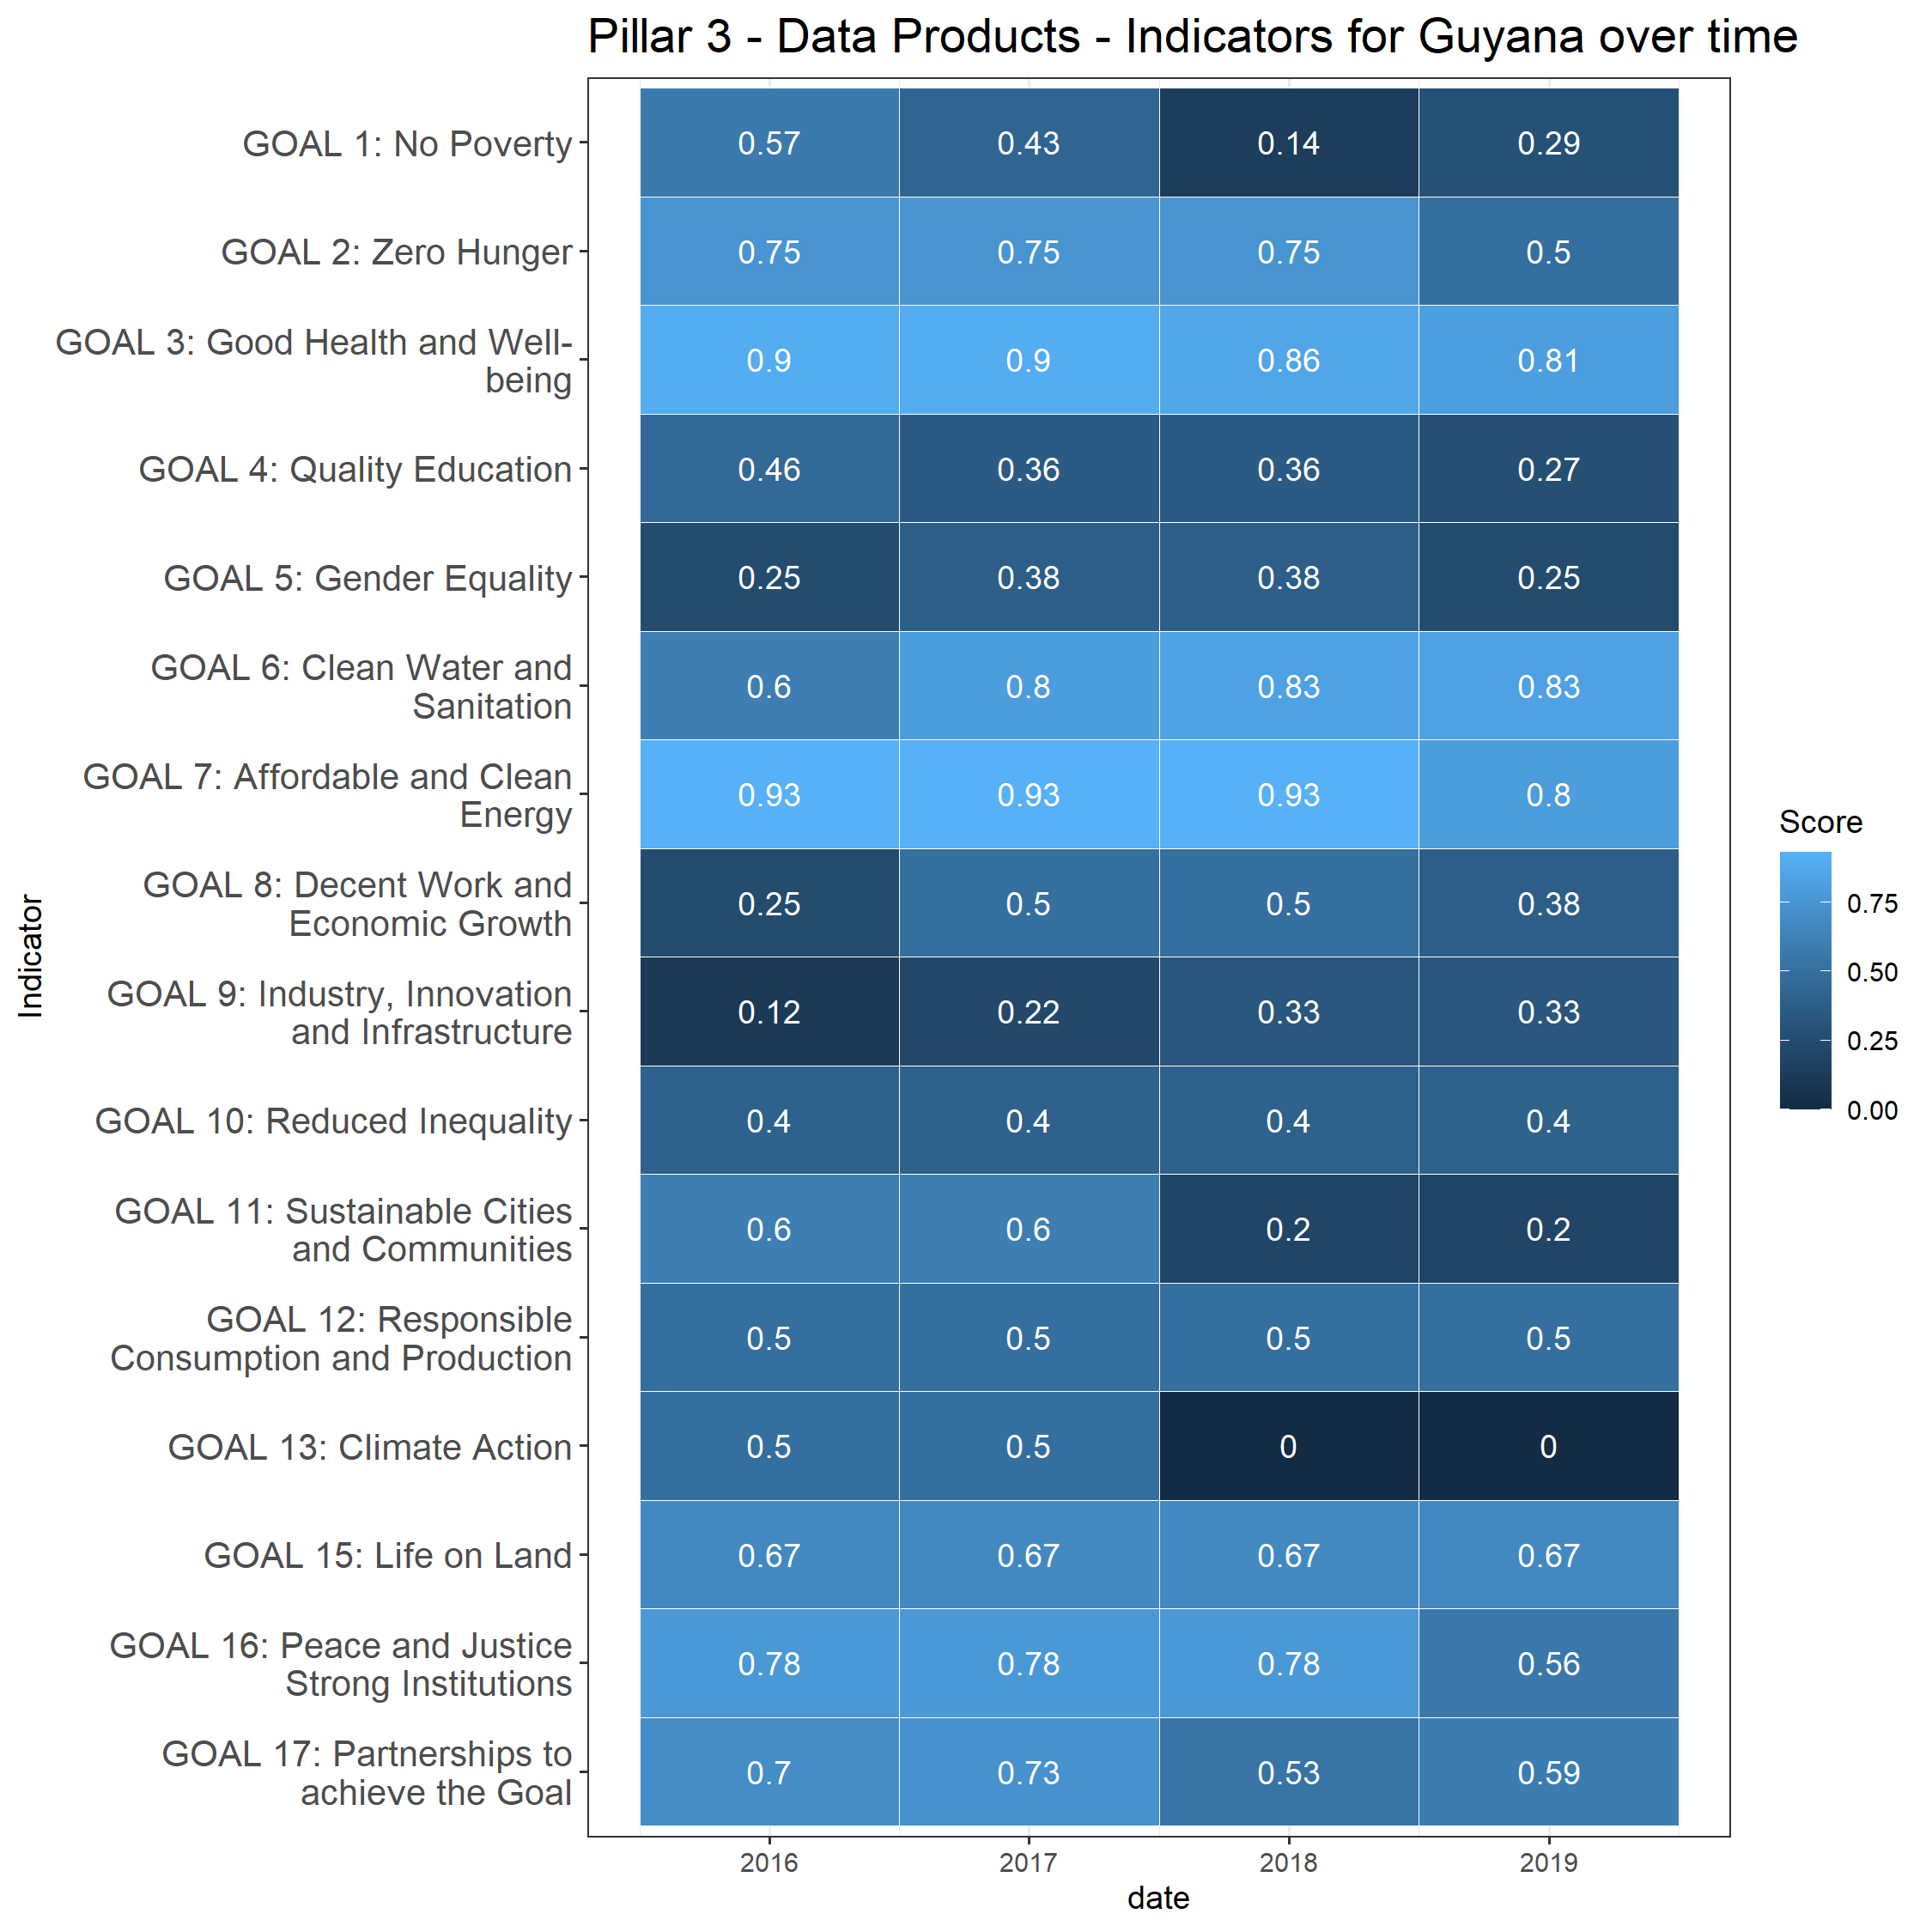 Pillar 3 - Data Products - Indicators for Guyana over time
GOAL 1: No Poverty
0.57 0.43 0.14 0.29
GOAL 2: Zero Hunger
0.75 0.75 0.75 0.5
GOAL 3: Good Health and Well-
being
0.9 0.9 0.86 0.81
GOAL 4: Quality Education
0.46 0.36 0.36 0.27
GOAL 5: Gender Equality
0.25 0.38 0.38 0.25
GOAL 6: Clean Water and
Sanitation
0.6 0.8 0.83 0.83
GOAL 7: Affordable and Clean
Energy
0.93 0.93 0.93 0.8
GOAL 8: Decent Work and
Economic Growth
0.25 0.5 0.5 0.38
GOAL 9: Industry, Innovation
and Infrastructure
0.12 0.22 0.33 0.33
GOAL 10: Reduced Inequality
0.4 0.4 0.4 0.4
GOAL 11: Sustainable Cities
and Communities
0.6 0.6 0.2 0.2
GOAL 12: Responsible
Consumption and Production
0.5 0.5 0.5 0.5
GOAL 13: Climate Action
0.5 0.5 0 0
GOAL 15: Life on Land
0.67 0.67 0.67 0.67
GOAL 16: Peace and Justice
Strong Institutions
0.78 0.78 0.78 0.56
GOAL 17: Partnerships to
achieve the Goal
0.7 0.73 0.53 0.59
2016 2017 2018 2019
date
Indicator
Score
0.75
0.50
0.25
0.00